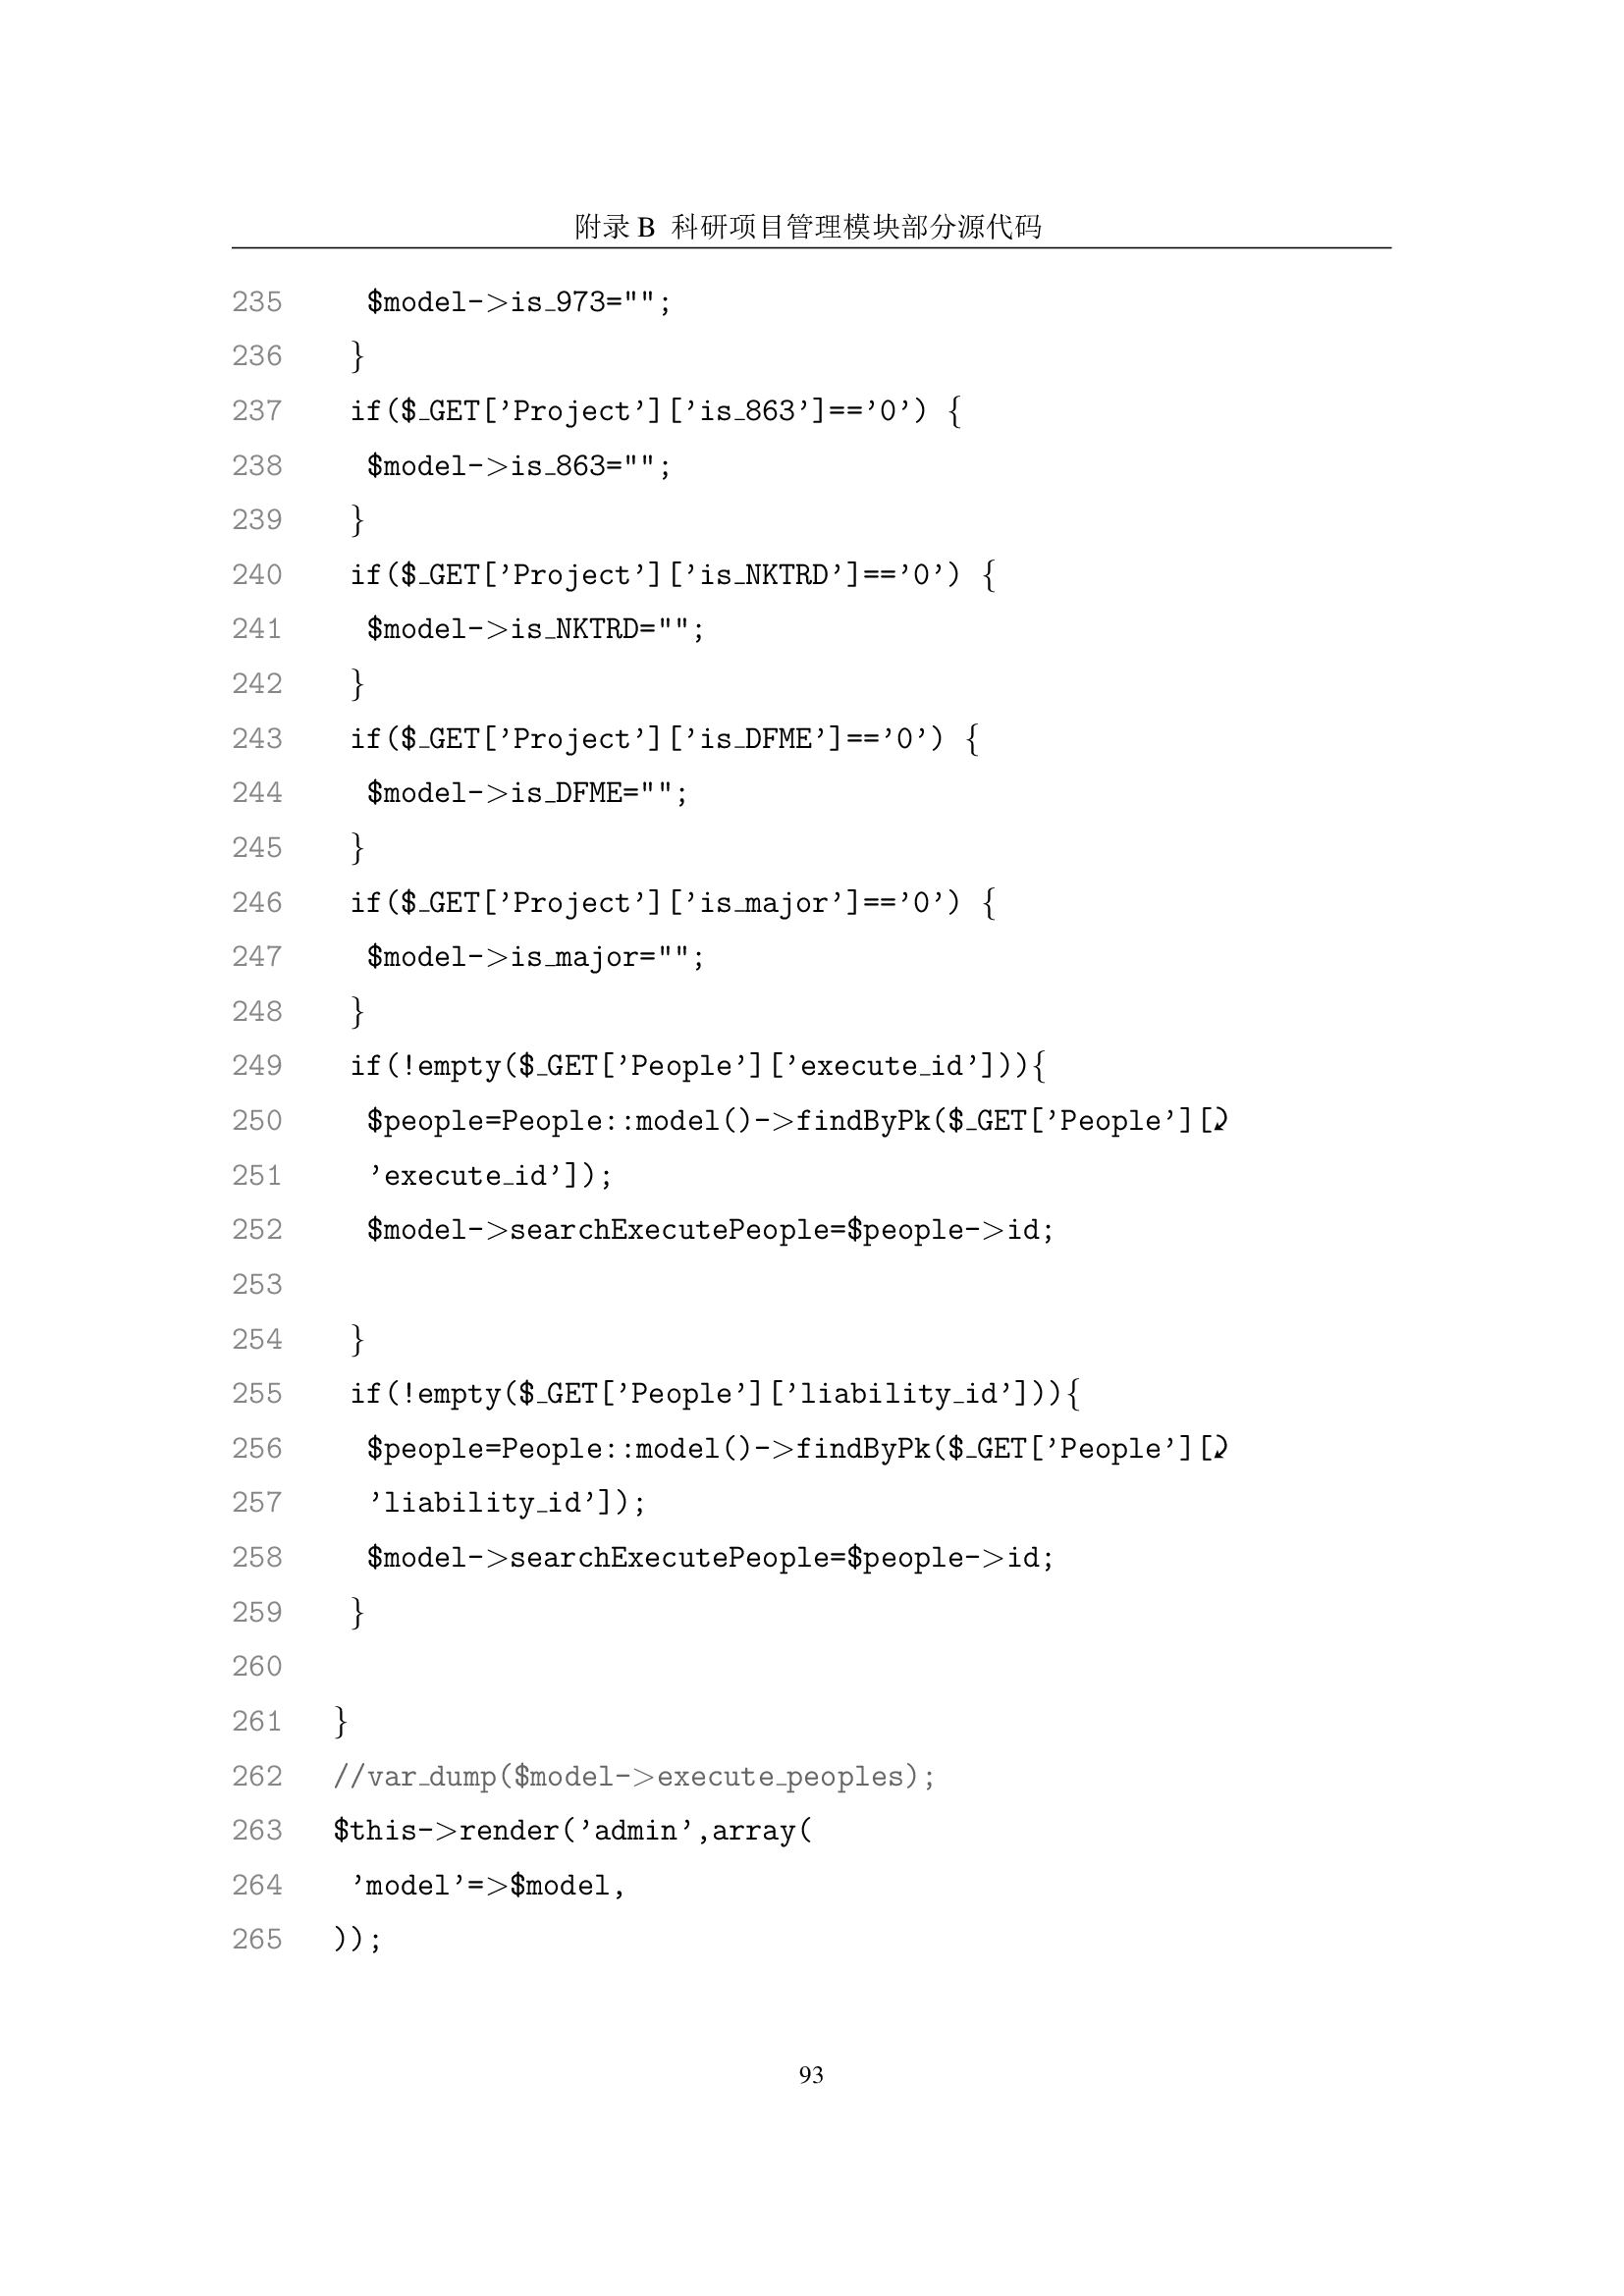 附录 B 科研项目管理模块部分源代码
235 $model->is_973="";
236 }
237 if($_GET['Project']['is_863']=='0') {
238 $model->is_863="";
239 }
240 if($_GET['Project']['is_NKTRD']=='0') {
241 $model->is_NKTRD="";
242 }
243 if($_GET['Project']['is_DFME']=='0') {
244 $model->is_DFME="";
245 }
246 if($_GET['Project']['is_major']=='0') {
247 $model->is_major="";
248 }
249 if(!empty($_GET['People']['execute_id'])){
250 $people=People::model()->findByPk($_GET['People'][⤸
251 'execute_id']);
252 $model->searchExecutePeople=$people->id;
253
254 }
255 if(!empty($_GET['People']['liability_id'])){
256 $people=People::model()->findByPk($_GET['People'][⤸
257 'liability_id']);
258 $model->searchExecutePeople=$people->id;
259 }
260
261 }
262 //var_dump($model->execute_peoples);
263 $this->render('admin',array(
264 'model'=>$model,
265 ));
93